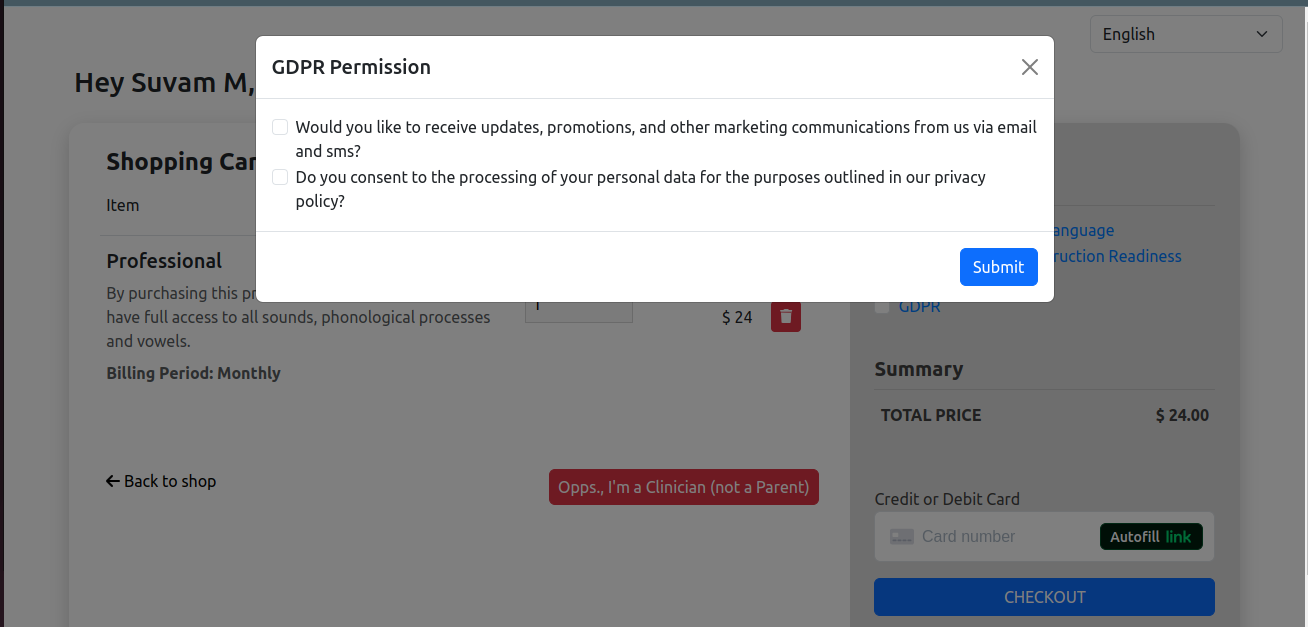 English
Hey Suvam M,
GDPR Permission
Would you like to receive updates, promotions, and other marketing communications from us via email
and sms?
Do you consent to the processing of your personal data for the purposes outlined in our privacy
policy?
Submit
Shopping Car
Item
Professional
By purchasing this pr
have full access to all sounds, phonological processes
and vowels.
Billing Period: Monthly
1
$ 24
Back to shop
Opps., I'm a Clinician (not a Parent)
anguage
ruction Readiness
GDPR
Summary
TOTAL PRICE $ 24.00
Credit or Debit Card
Card number Autofill link
CHECKOUT